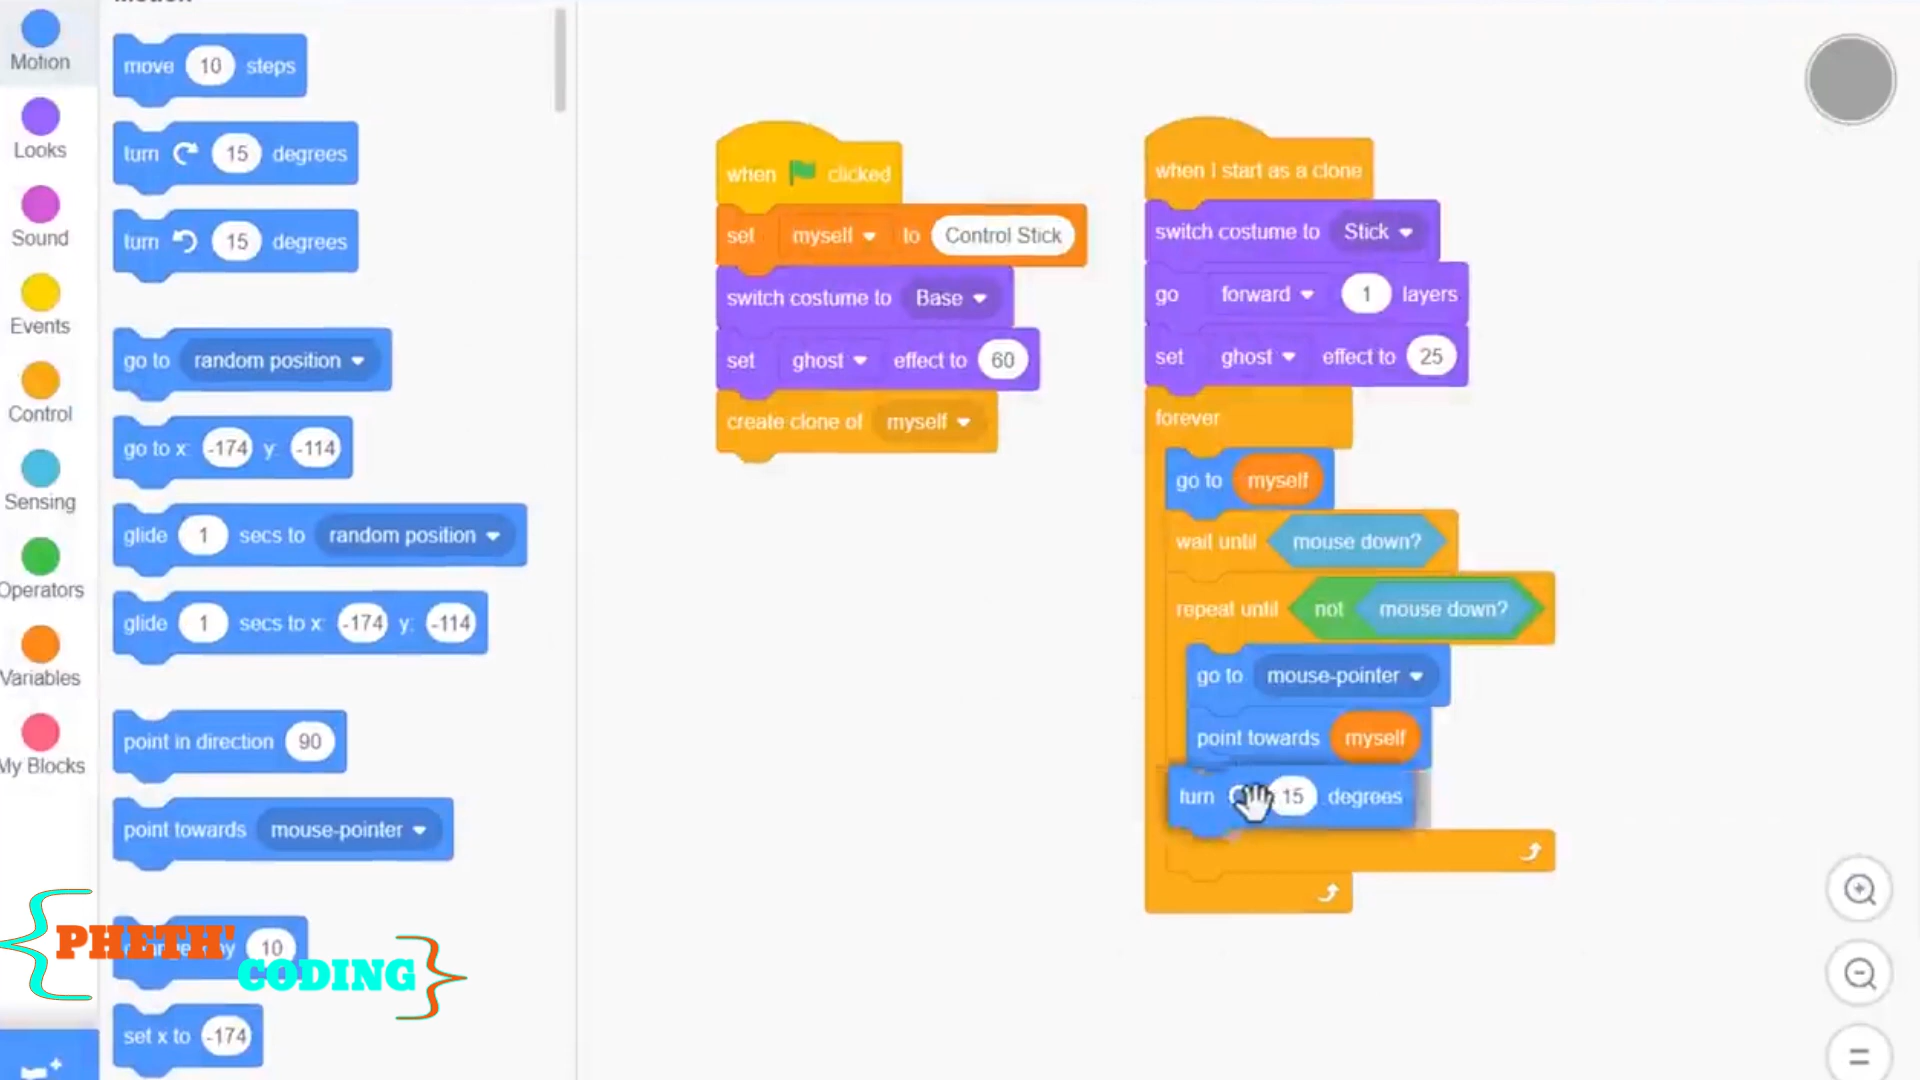 Motion
move 10 steps
turn 15 degrees
turn 15 degrees
go to random position
go to x: -174 y: -114
glide 1 secs to random position
glide 1 secs to x: -174 y: -114
point in direction 90
point towards mouse-pointer
by 10
set x to -174
Motion
Looks
Sound
Events
Control
Sensing
Operators
Variables
My Blocks
when clicked
set myself to Control Stick
switch costume to Base
set ghost effect to 60
create clone of myself
when I start as a clone
switch costume to Stick
go forward 1 layers
set ghost effect to 25
forever
go to myself
wait until mouse down?
repeat until not mouse down?
go to mouse-pointer
point towards myself
turn 15 degrees
PHETH'
CODING